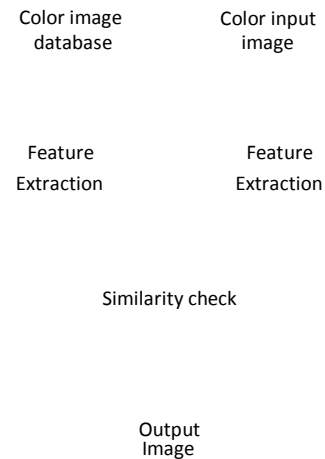 Color image
database
Color input
image
Feature
Extraction
Feature
Extraction
Similarity check
Output
Image